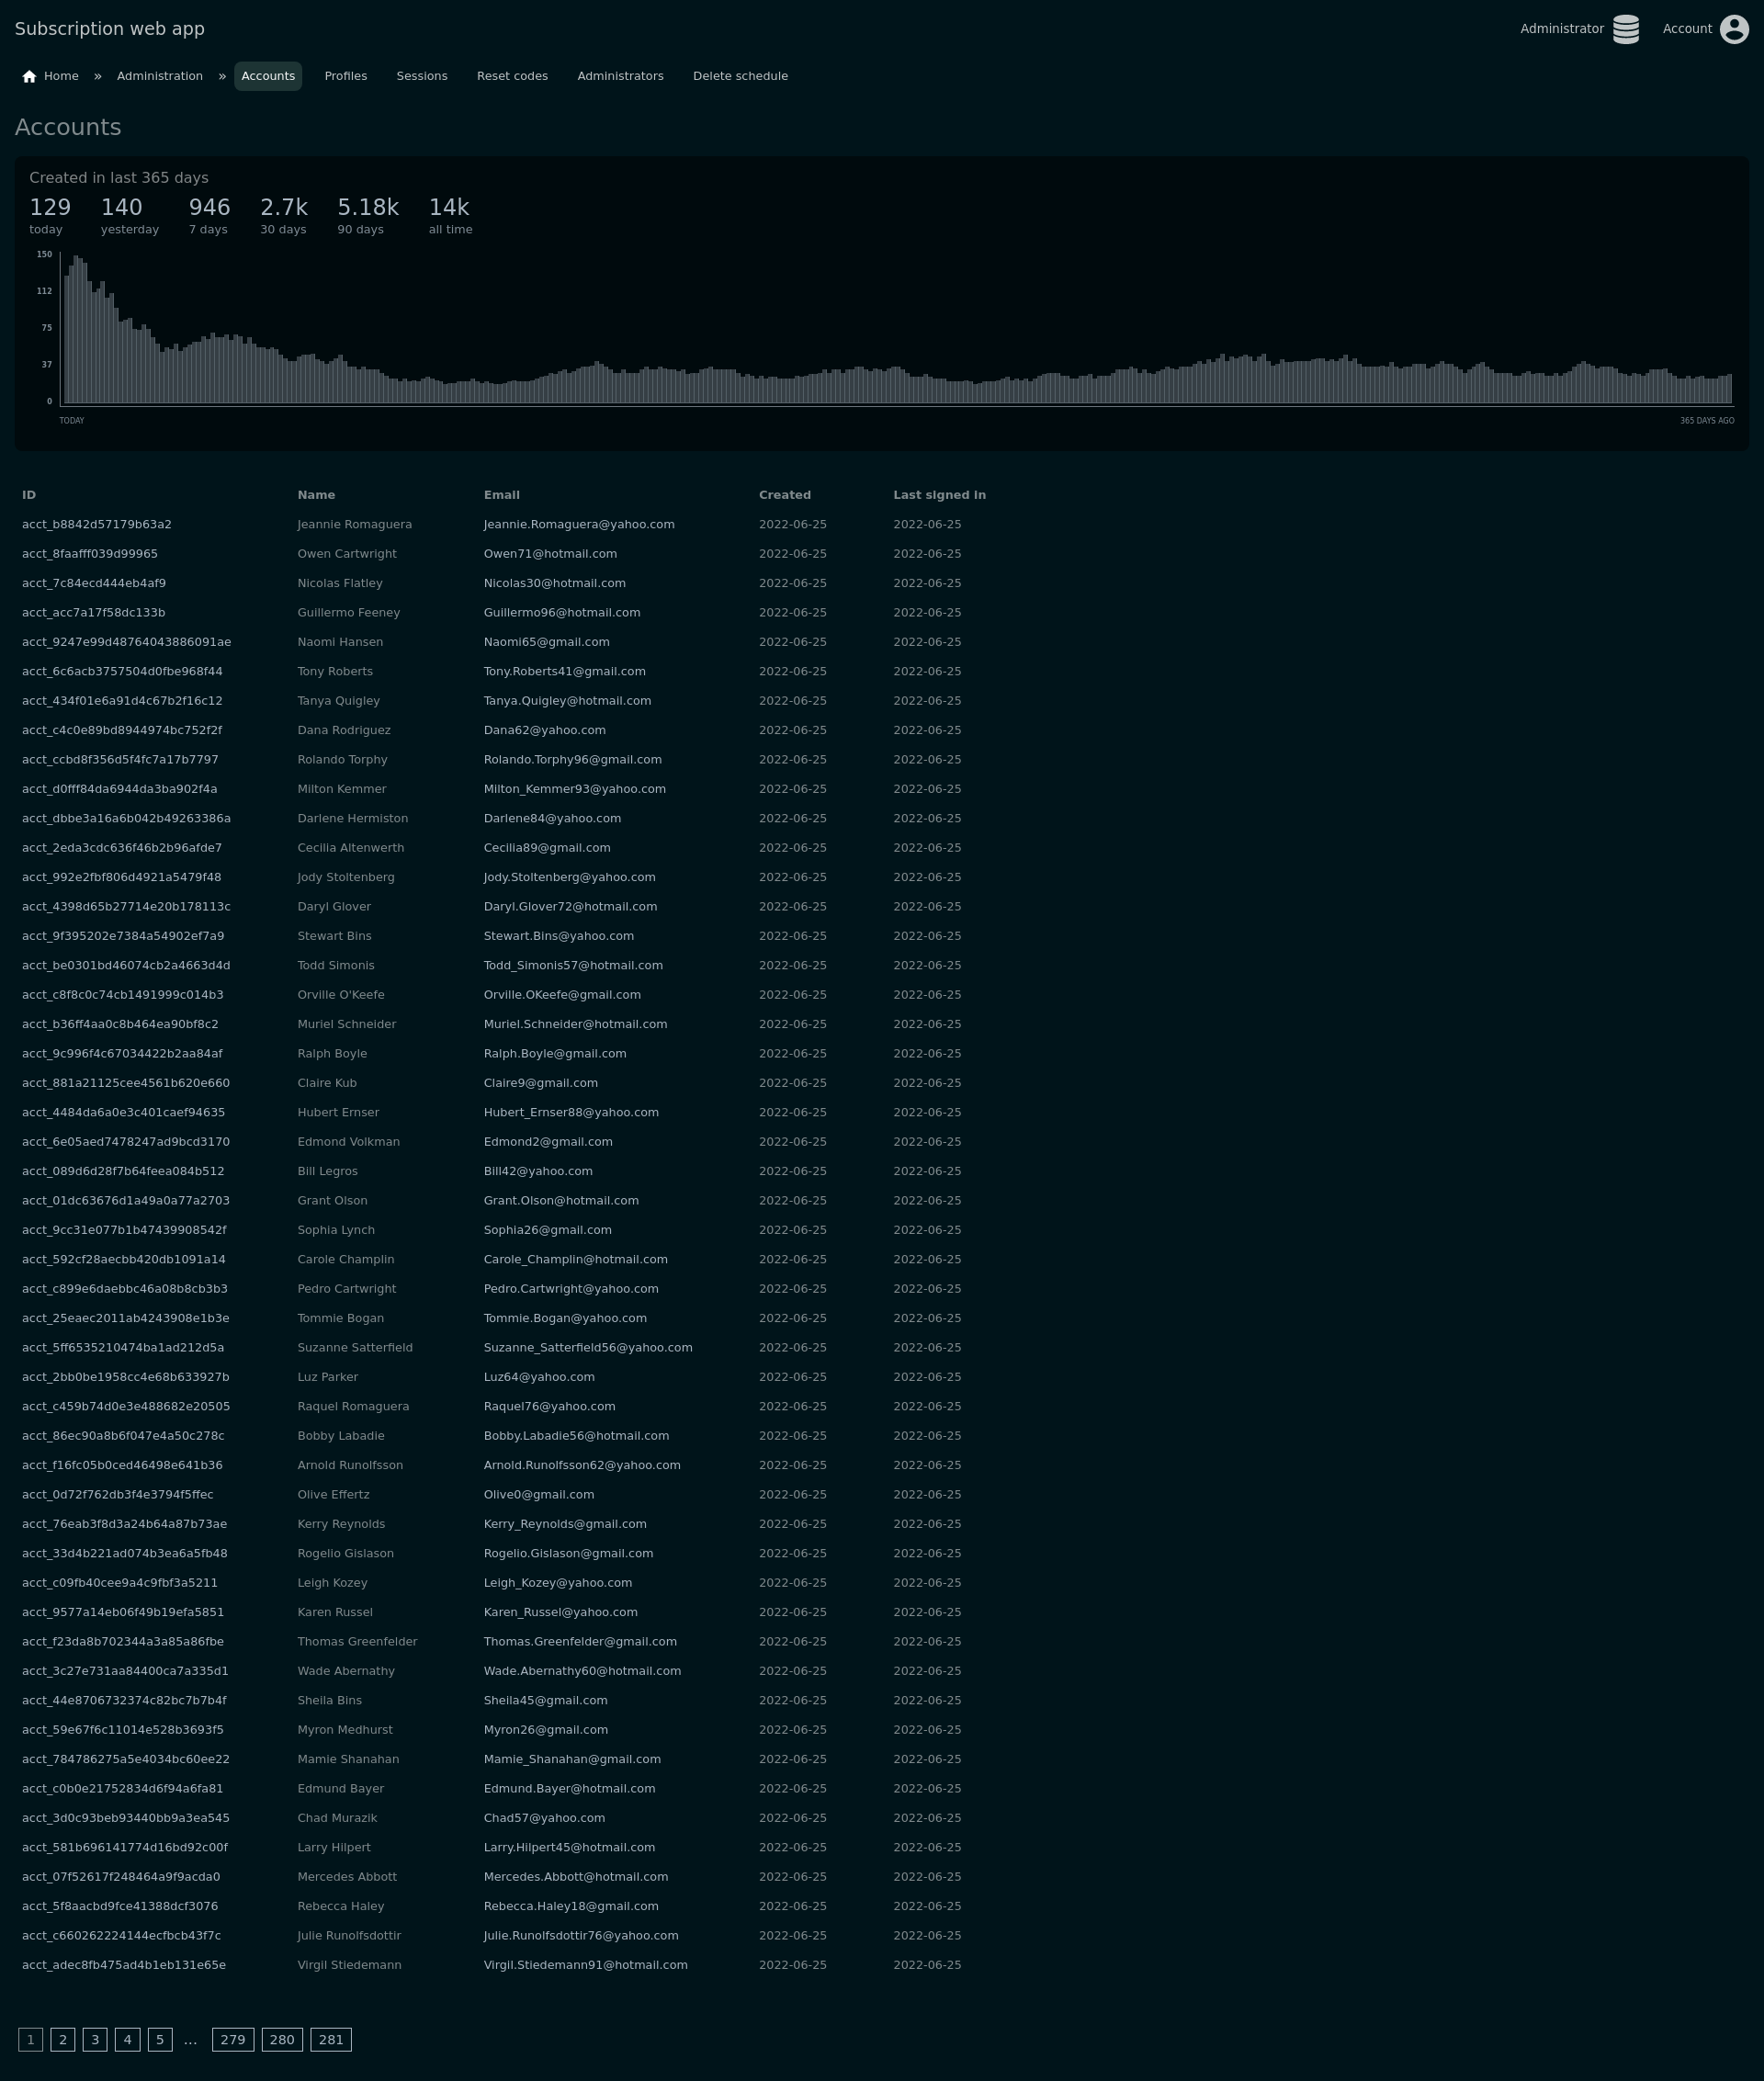 Subscription web app
Administrator Account
Home » Administration » Accounts Profiles Sessions Reset codes Administrators Delete schedule
Accounts
Created in last 365 days
129 140 946 2.7k 5.18k 14k
today yesterday 7 days 30 days 90 days all time
150
112
75
37
0
TODAY 365 DAYS AGO
ID Name Email Created Last signed in
acct_b8842d57179b63a2 Jeannie Romaguera Jeannie.Romaguera@yahoo.com 2022-06-25 2022-06-25
acct_8faafff039d99965 Owen Cartwright Owen71@hotmail.com 2022-06-25 2022-06-25
acct_7c84ecd444eb4af9 Nicolas Flatley Nicolas30@hotmail.com 2022-06-25 2022-06-25
acct_acc7a17f58dc133b Guillermo Feeney Guillermo96@hotmail.com 2022-06-25 2022-06-25
acct_9247e99d48764043886091ae Naomi Hansen Naomi65@gmail.com 2022-06-25 2022-06-25
acct_6c6acb3757504d0fbe968f44 Tony Roberts Tony.Roberts41@gmail.com 2022-06-25 2022-06-25
acct_434f01e6a91d4c67b2f16c12 Tanya Quigley Tanya.Quigley@hotmail.com 2022-06-25 2022-06-25
acct_c4c0e89bd8944974bc752f2f Dana Rodriguez Dana62@yahoo.com 2022-06-25 2022-06-25
acct_ccbd8f356d5f4fc7a17b7797 Rolando Torphy Rolando.Torphy96@gmail.com 2022-06-25 2022-06-25
acct_d0fff84da6944da3ba902f4a Milton Kemmer Milton_Kemmer93@yahoo.com 2022-06-25 2022-06-25
acct_dbbe3a16a6b042b49263386a Darlene Hermiston Darlene84@yahoo.com 2022-06-25 2022-06-25
acct_2eda3cdc636f46b2b96afde7 Cecilia Altenwerth Cecilia89@gmail.com 2022-06-25 2022-06-25
acct_992e2fbf806d4921a5479f48 Jody Stoltenberg Jody.Stoltenberg@yahoo.com 2022-06-25 2022-06-25
acct_4398d65b27714e20b178113c Daryl Glover Daryl.Glover72@hotmail.com 2022-06-25 2022-06-25
acct_9f395202e7384a54902ef7a9 Stewart Bins Stewart.Bins@yahoo.com 2022-06-25 2022-06-25
acct_be0301bd46074cb2a4663d4d Todd Simonis Todd_Simonis57@hotmail.com 2022-06-25 2022-06-25
acct_c8f8c0c74cb1491999c014b3 Orville O'Keefe Orville.OKeefe@gmail.com 2022-06-25 2022-06-25
acct_b36ff4aa0c8b464ea90bf8c2 Muriel Schneider Muriel.Schneider@hotmail.com 2022-06-25 2022-06-25
acct_9c996f4c67034422b2aa84af Ralph Boyle Ralph.Boyle@gmail.com 2022-06-25 2022-06-25
acct_881a21125cee4561b620e660 Claire Kub Claire9@gmail.com 2022-06-25 2022-06-25
acct_4484da6a0e3c401caef94635 Hubert Ernser Hubert_Ernser88@yahoo.com 2022-06-25 2022-06-25
acct_6e05aed7478247ad9bcd3170 Edmond Volkman Edmond2@gmail.com 2022-06-25 2022-06-25
acct_089d6d28f7b64feea084b512 Bill Legros Bill42@yahoo.com 2022-06-25 2022-06-25
acct_01dc63676d1a49a0a77a2703 Grant Olson Grant.Olson@hotmail.com 2022-06-25 2022-06-25
acct_9cc31e077b1b47439908542f Sophia Lynch Sophia26@gmail.com 2022-06-25 2022-06-25
acct_592cf28aecbb420db1091a14 Carole Champlin Carole_Champlin@hotmail.com 2022-06-25 2022-06-25
acct_c899e6daebbc46a08b8cb3b3 Pedro Cartwright Pedro.Cartwright@yahoo.com 2022-06-25 2022-06-25
acct_25eaec2011ab4243908e1b3e Tommie Bogan Tommie.Bogan@yahoo.com 2022-06-25 2022-06-25
acct_5ff6535210474ba1ad212d5a Suzanne Satterfield Suzanne_Satterfield56@yahoo.com 2022-06-25 2022-06-25
acct_2bb0be1958cc4e68b633927b Luz Parker Luz64@yahoo.com 2022-06-25 2022-06-25
acct_c459b74d0e3e488682e20505 Raquel Romaguera Raquel76@yahoo.com 2022-06-25 2022-06-25
acct_86ec90a8b6f047e4a50c278c Bobby Labadie Bobby.Labadie56@hotmail.com 2022-06-25 2022-06-25
acct_f16fc05b0ced46498e641b36 Arnold Runolfsson Arnold.Runolfsson62@yahoo.com 2022-06-25 2022-06-25
acct_0d72f762db3f4e3794f5ffec Olive Effertz Olive0@gmail.com 2022-06-25 2022-06-25
acct_76eab3f8d3a24b64a87b73ae Kerry Reynolds Kerry_Reynolds@gmail.com 2022-06-25 2022-06-25
acct_33d4b221ad074b3ea6a5fb48 Rogelio Gislason Rogelio.Gislason@gmail.com 2022-06-25 2022-06-25
acct_c09fb40cee9a4c9fbf3a5211 Leigh Kozey Leigh_Kozey@yahoo.com 2022-06-25 2022-06-25
acct_9577a14eb06f49b19efa5851 Karen Russel Karen_Russel@yahoo.com 2022-06-25 2022-06-25
acct_f23da8b702344a3a85a86fbe Thomas Greenfelder Thomas.Greenfelder@gmail.com 2022-06-25 2022-06-25
acct_3c27e731aa84400ca7a335d1 Wade Abernathy Wade.Abernathy60@hotmail.com 2022-06-25 2022-06-25
acct_44e8706732374c82bc7b7b4f Sheila Bins Sheila45@gmail.com 2022-06-25 2022-06-25
acct_59e67f6c11014e528b3693f5 Myron Medhurst Myron26@gmail.com 2022-06-25 2022-06-25
acct_784786275a5e4034bc60ee22 Mamie Shanahan Mamie_Shanahan@gmail.com 2022-06-25 2022-06-25
acct_c0b0e21752834d6f94a6fa81 Edmund Bayer Edmund.Bayer@hotmail.com 2022-06-25 2022-06-25
acct_3d0c93beb93440bb9a3ea545 Chad Murazik Chad57@yahoo.com 2022-06-25 2022-06-25
acct_581b696141774d16bd92c00f Larry Hilpert Larry.Hilpert45@hotmail.com 2022-06-25 2022-06-25
acct_07f52617f248464a9f9acda0 Mercedes Abbott Mercedes.Abbott@hotmail.com 2022-06-25 2022-06-25
acct_5f8aacbd9fce41388dcf3076 Rebecca Haley Rebecca.Haley18@gmail.com 2022-06-25 2022-06-25
acct_c660262224144ecfbcb43f7c Julie Runolfsdottir Julie.Runolfsdottir76@yahoo.com 2022-06-25 2022-06-25
acct_adec8fb475ad4b1eb131e65e Virgil Stiedemann Virgil.Stiedemann91@hotmail.com 2022-06-25 2022-06-25
1 2 3 4 5 … 279 280 281